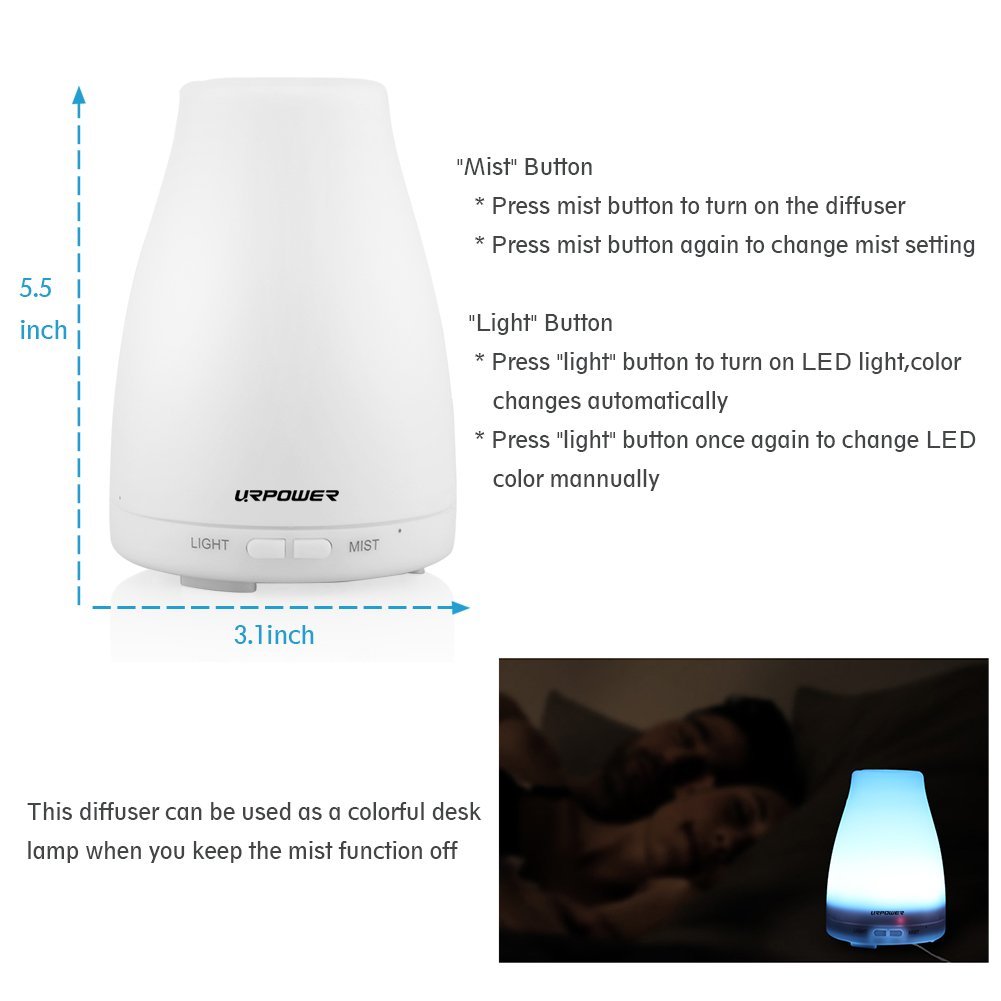 "Mist" Button
* Press mist button to turn on the diffuser
* Press mist button again to change mist setting
5.5
inch
"Light" Button
* Press "light" button to turn on LED light,color
changes automatically
* Press "light" button once again to change LED
color mannually
URPOWER
LIGHT MIST
3.1inch
This diffuser can be used as a colorful desk
lamp when you keep the mist function off
URPOWER
LIGHT MIST